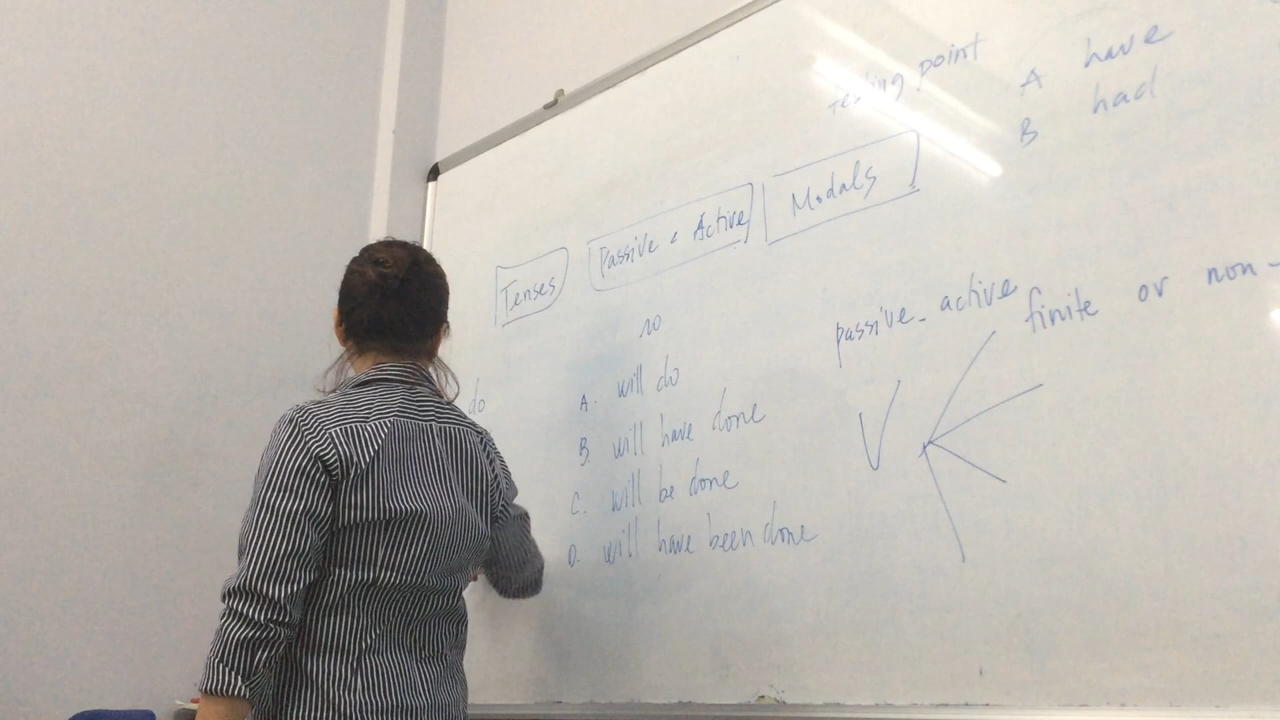 testing point
A have
B had
Tenses
Passive & Active
Modals
no
do
A. will do
B. will have done
C. will be done
D. will have been done
passive - active
finite or non-
V